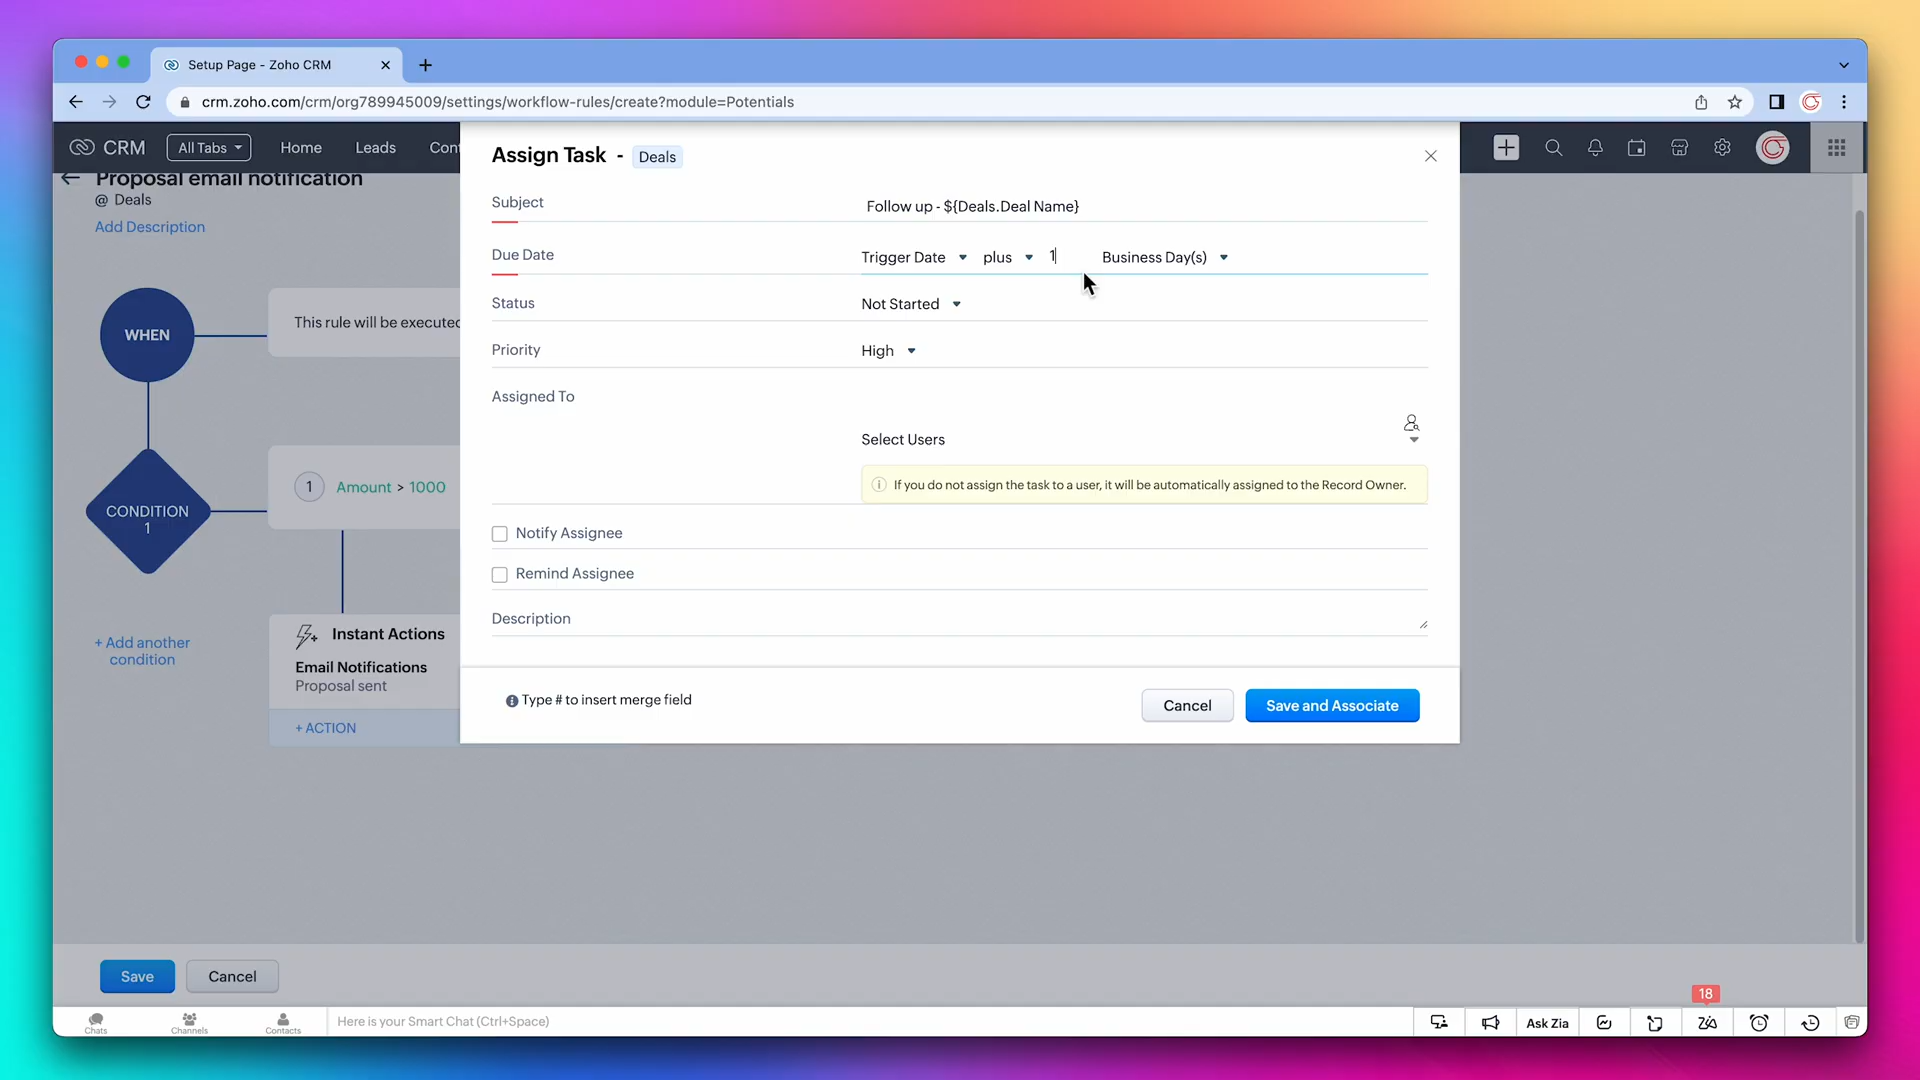 Setup Page - Zoho CRM
crm.zoho.com/crm/org789945009/settings/workflow-rules/create?module=Potentials
CRM
All Tabs
Home
Leads
Cont
Proposal email notification
@ Deals
Add Description
WHEN
This rule will be executed
CONDITION
1
1
Amount > 1000
+ Add another
condition
Instant Actions
Email Notifications
Proposal sent
+ ACTION
Assign Task - Deals
Subject
Follow up - ${Deals.Deal Name}
Due Date
Trigger Date
plus
1
Business Day(s)
Status
Not Started
Priority
High
Assigned To
Select Users
If you do not assign the task to a user, it will be automatically assigned to the Record Owner.
Notify Assignee
Remind Assignee
Description
Type # to insert merge field
Cancel
Save and Associate
Save
Cancel
18
Chats
Channels
Contacts
Here is your Smart Chat (Ctrl+Space)
Ask Zia